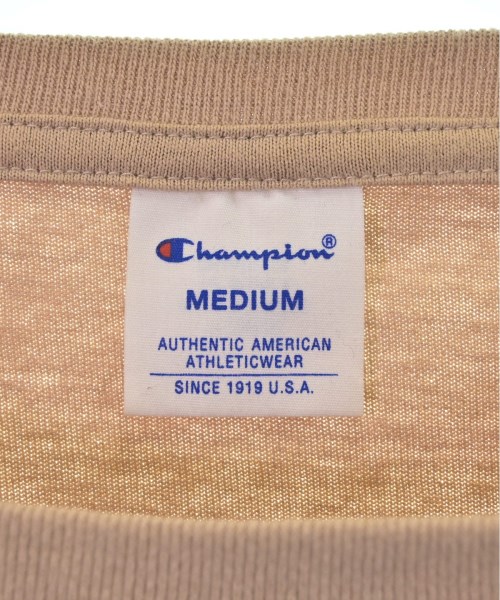 Champion®
MEDIUM
AUTHENTIC AMERICAN
ATHLETICWEAR
SINCE 1919 U.S.A.